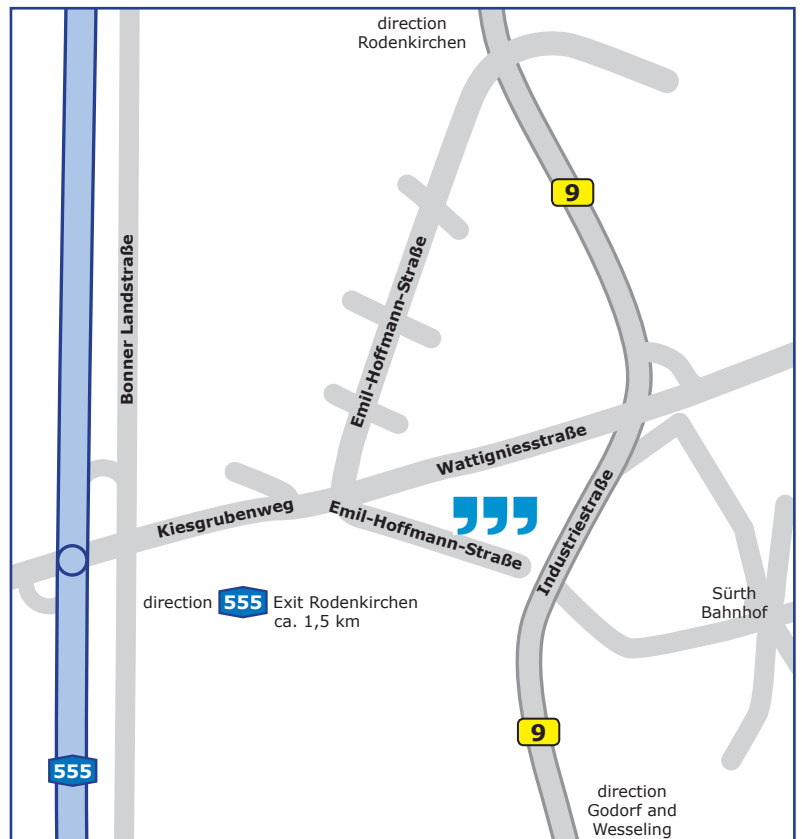 direction
Rodenkirchen
9
Bonner Landstraße
Emil-Hoffmann-Straße
Wattigniesstraße
Kiesgrubenweg
Emil-Hoffmann-Straße
Industriestraße
direction 555 Exit Rodenkirchen
ca. 1,5 km
Sürth
Bahnhof
9
555
direction
Godorf and
Wesseling